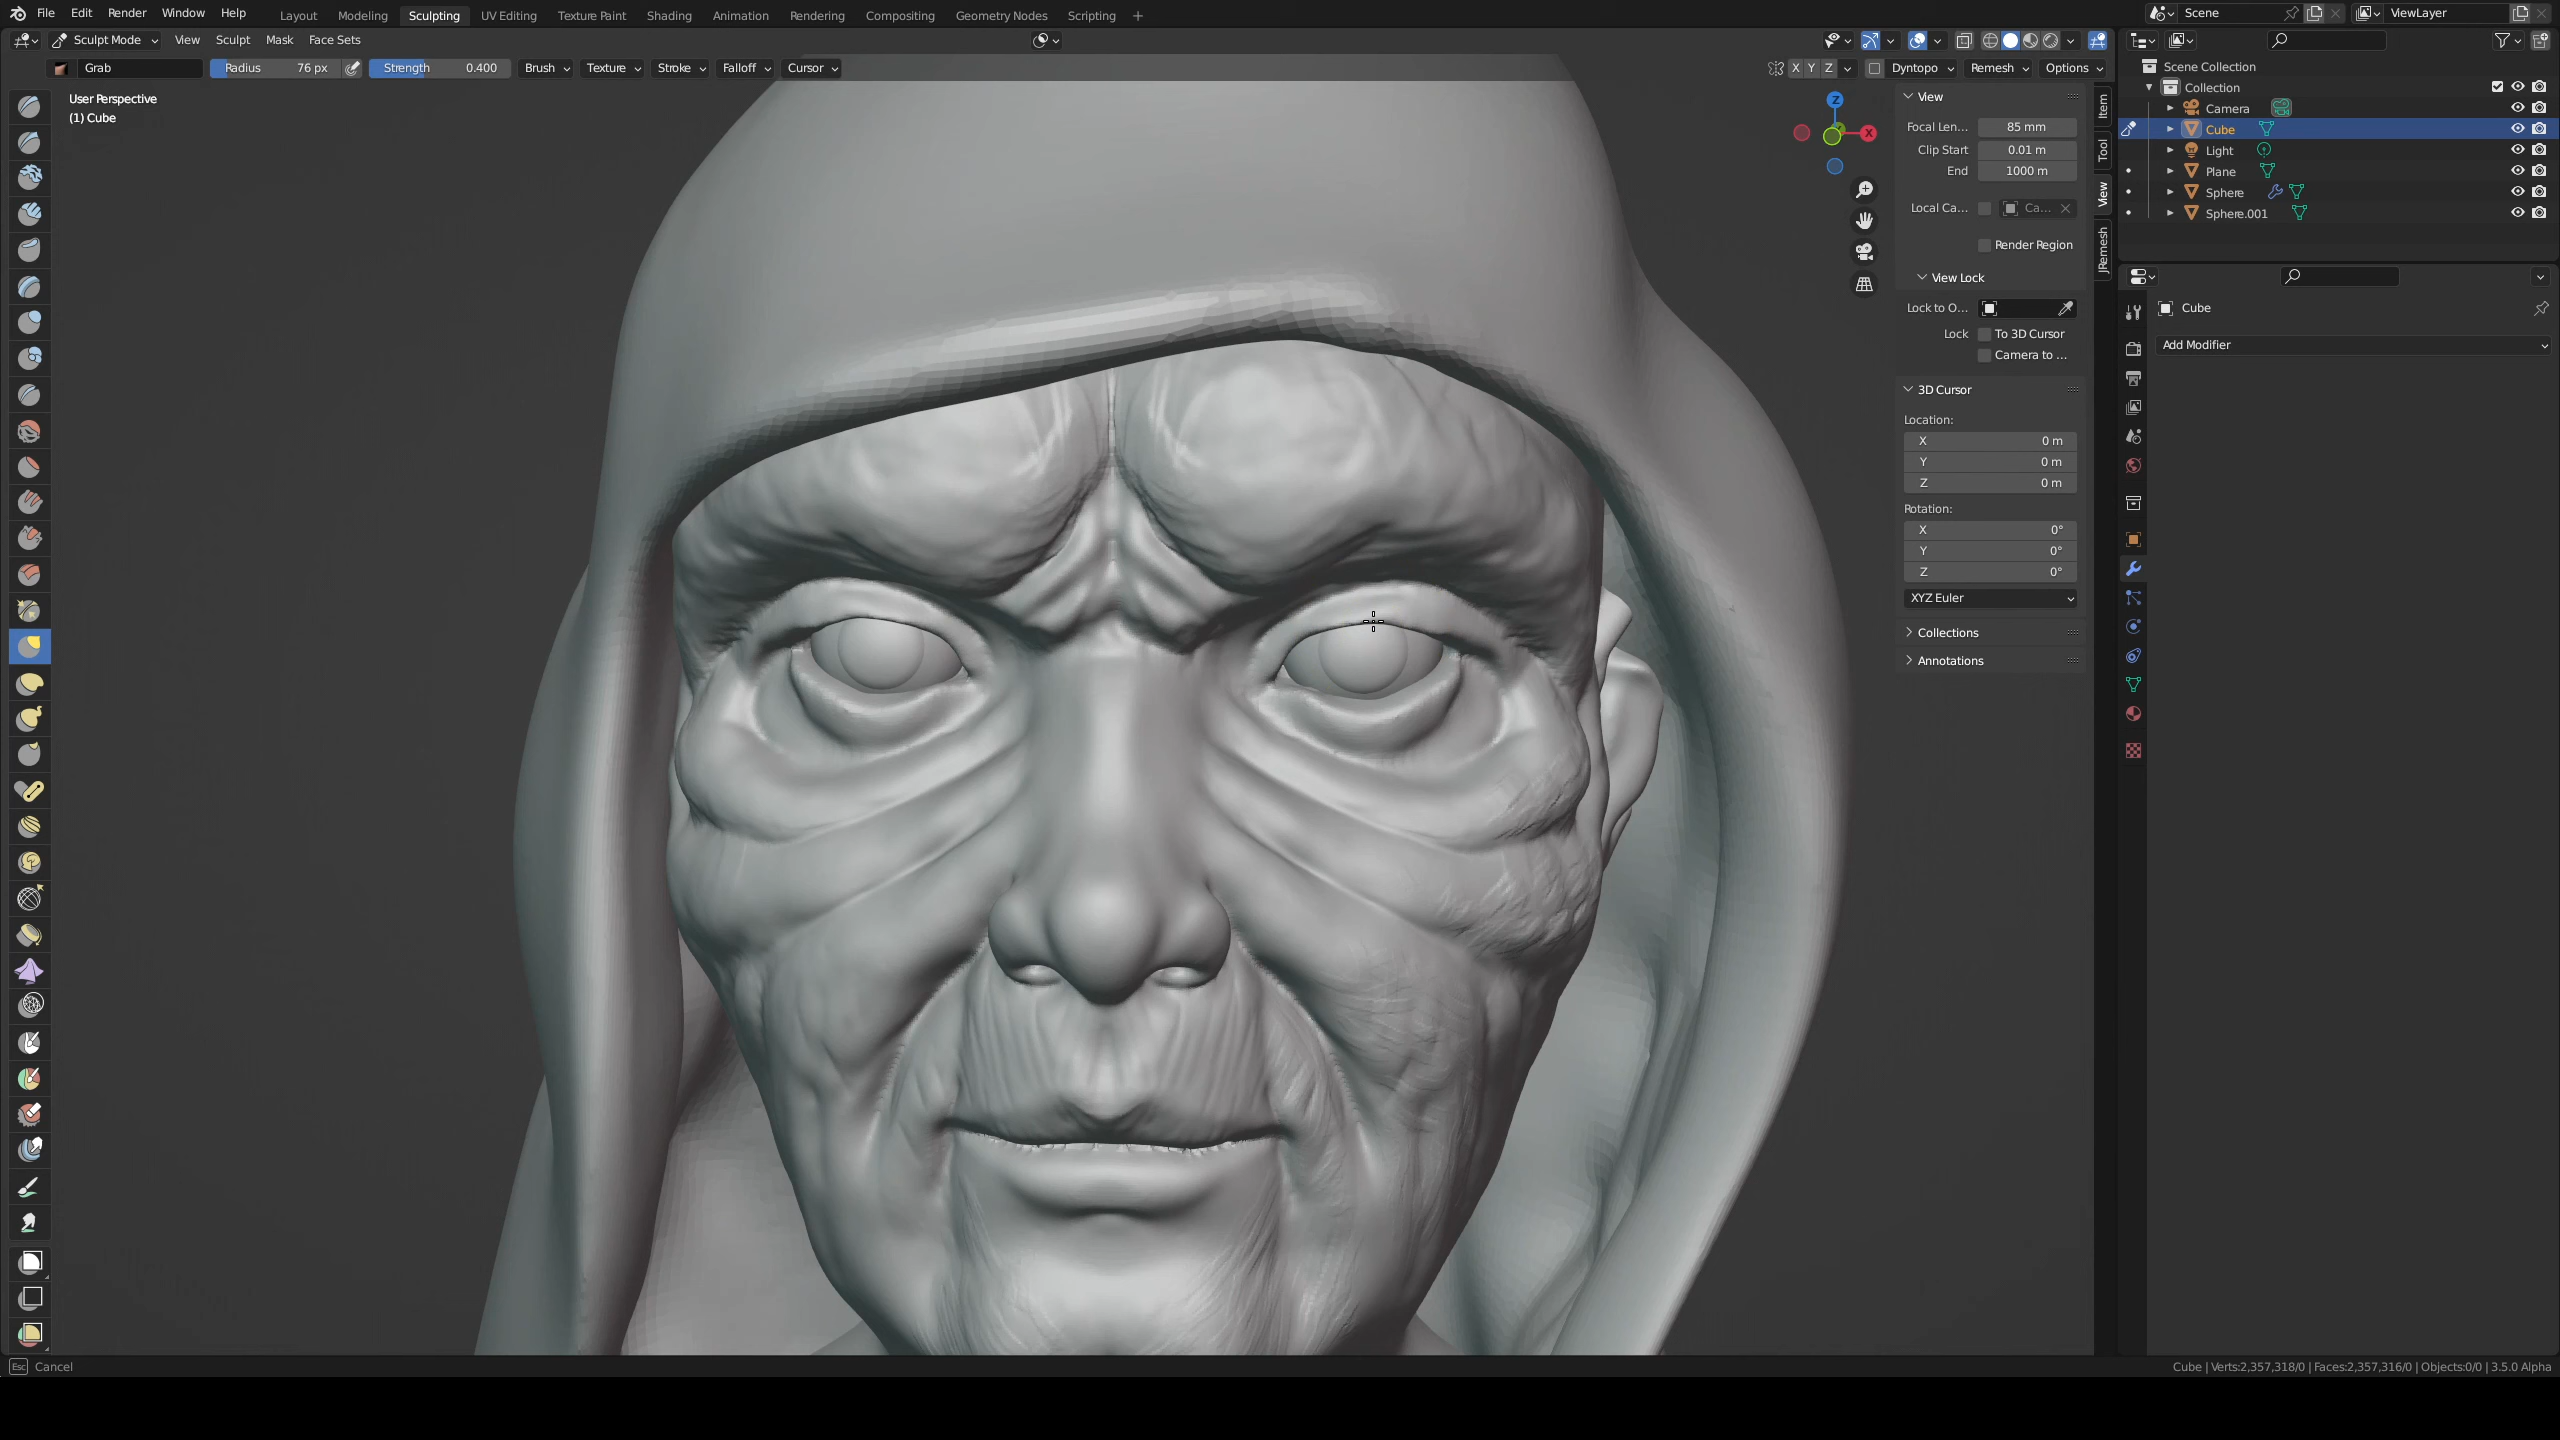 File Edit Render Window Help Layout Modeling Sculpting UV Editing Texture Paint Shading Animation Rendering Compositing Geometry Nodes Scripting + Scene ViewLayer
Sculpt Mode View Sculpt Mask Face Sets
Grab Radius 76 px Strength 0.400 Brush Texture Stroke Falloff Cursor X Y Z Dyntopo Remesh Options
User Perspective
(1) Cube
Z
X
View
Focal Len... 85 mm
Clip Start 0.01 m
End 1000 m
Local Ca... Ca...
Render Region
View Lock
Lock to O...
Lock To 3D Cursor
Camera to ...
3D Cursor
Location:
X 0 m
Y 0 m
Z 0 m
Rotation:
X 0°
Y 0°
Z 0°
XYZ Euler
Collections
Annotations
Item
Tool
View
JRemesh
Scene Collection
Collection
Camera
Cube
Light
Plane
Sphere
Sphere.001
Cube
Add Modifier
Esc Cancel
Cube | Verts:2,357,318/0 | Faces:2,357,316/0 | Objects:0/0 | 3.5.0 Alpha